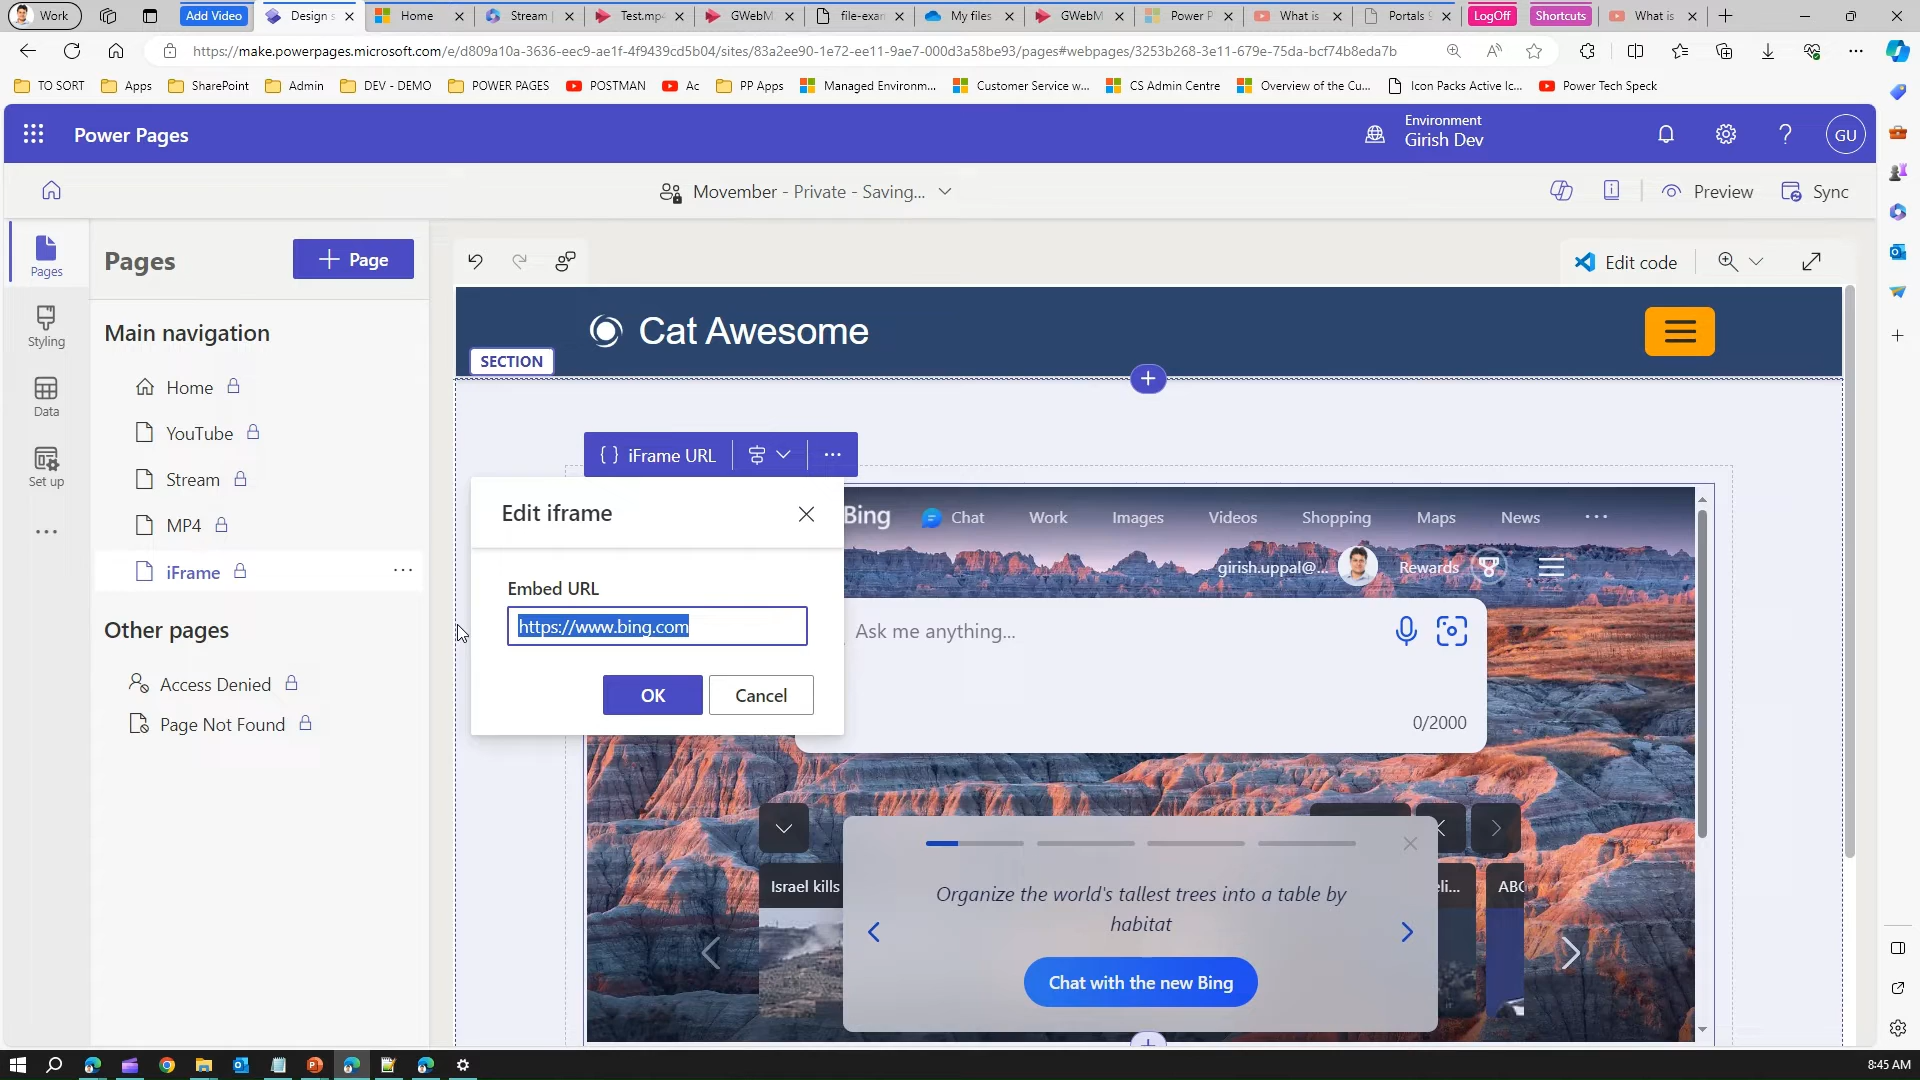 Work
Add Video
Design s
Home
Stream |
Test.mp4
GWebM
file-exar
My files
GWebM
Power P
What is
Portals
LogOff
Shortcuts
What is
https://make.powerpages.microsoft.com/e/d809a10a-3636-eec9-ae1f-4f9439cd5b04/sites/83a2ee90-1e72-ee11-9ae7-000d3a58be93/pages#webpages/3253b268-3e11-679e-75da-bcf74b8eda7b
TO SORT
Apps
SharePoint
Admin
DEV - DEMO
POWER PAGES
POSTMAN
Ac
PP Apps
Managed Environm...
Customer Service w...
CS Admin Centre
Overview of the Cu...
Icon Packs Active Ic...
Power Tech Speck
Power Pages
Environment
Girish Dev
GU
Movember - Private - Saving...
Preview
Sync
Pages
Styling
Data
Set up
Pages
+ Page
Main navigation
Home
YouTube
Stream
MP4
iFrame
Other pages
Access Denied
Page Not Found
Edit code
Cat Awesome
SECTION
{ } iFrame URL
Edit iframe
Embed URL
https://www.bing.com
OK
Cancel
Bing
Chat
Work
Images
Videos
Shopping
Maps
News
girish.uppal@...
Rewards
Ask me anything...
0/2000
Israel kills
eli...
ABC
Organize the world's tallest trees into a table by
habitat
Chat with the new Bing
8:45 AM